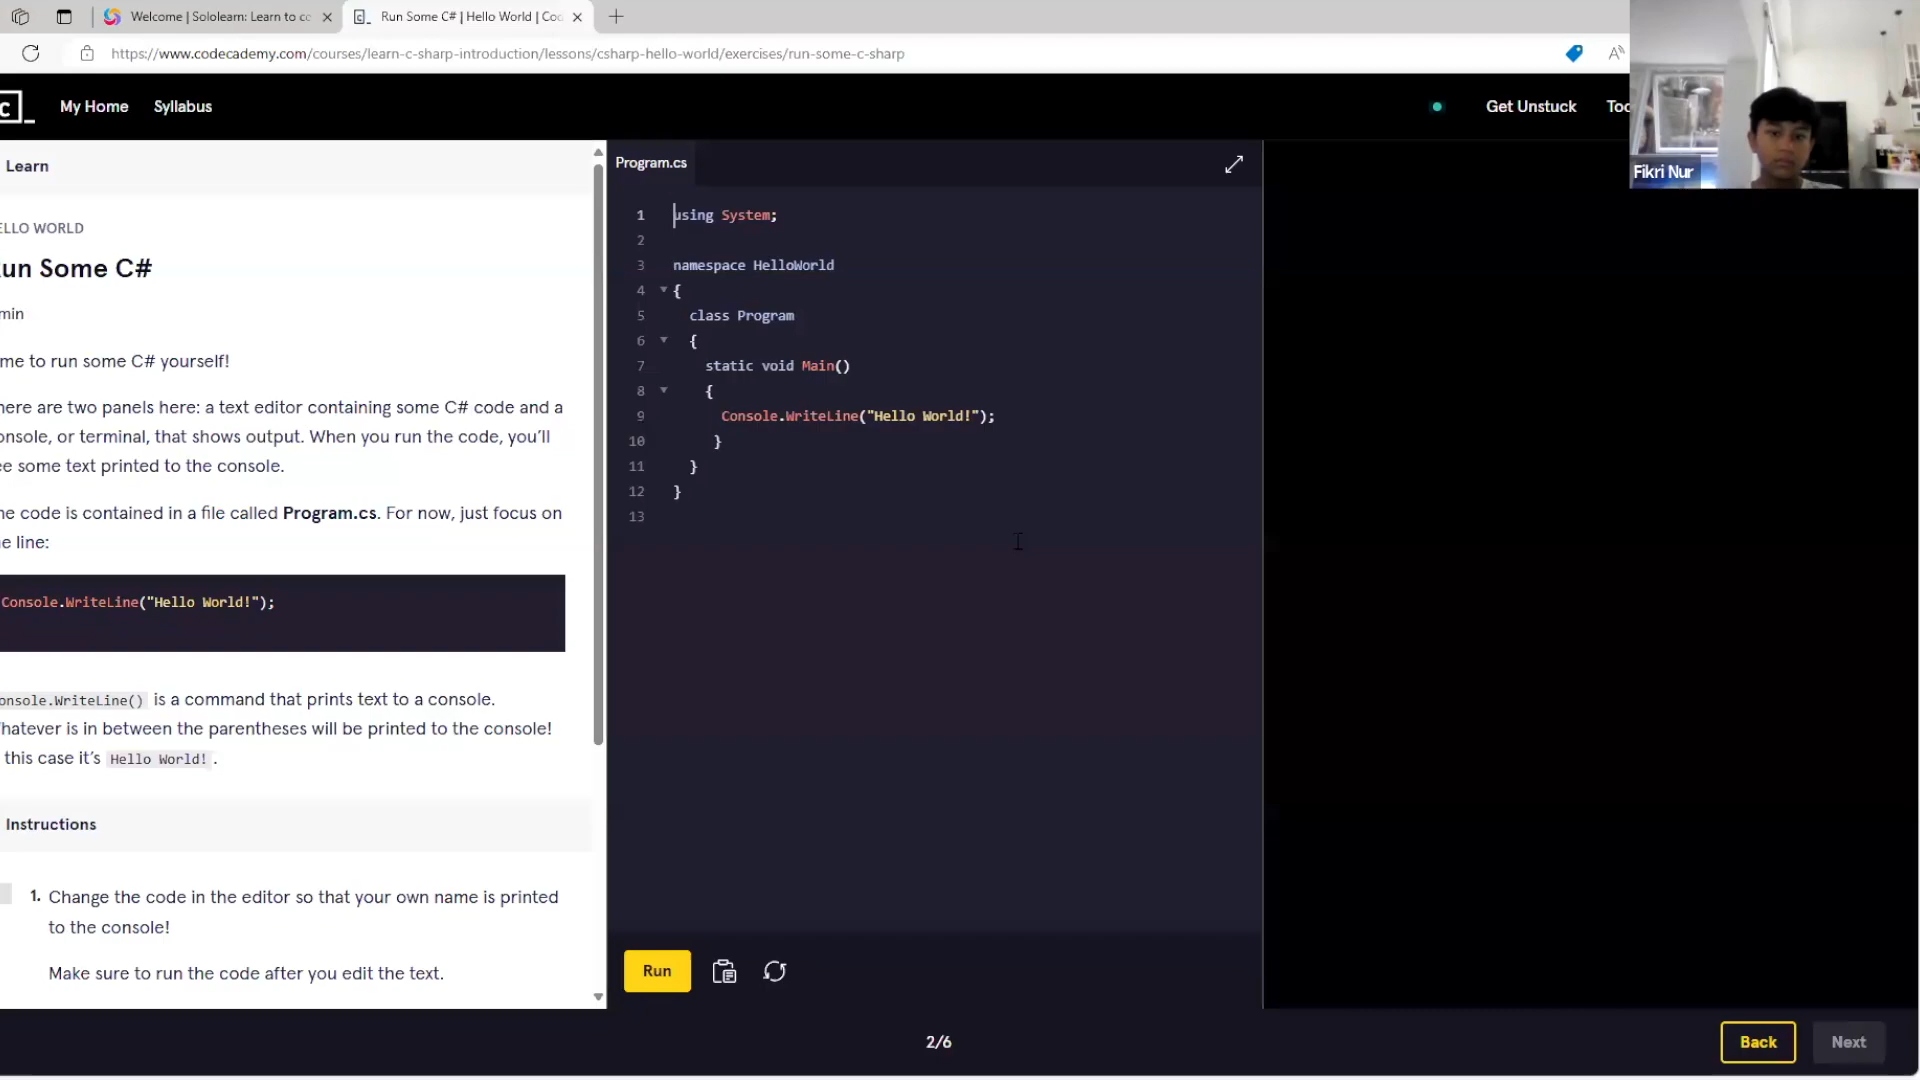 Welcome | Sololearn: Learn to co
Run Some C# | Hello World | Coc
https://www.codecademy.com/courses/learn-c-sharp-introduction/lessons/csharp-hello-world/exercises/run-some-c-sharp
A
c_
My Home
Syllabus
Get Unstuck
Too
Fikri Nur
Learn
ELLO WORLD
un Some C#
min
me to run some C# yourself!
here are two panels here: a text editor containing some C# code and a
onsole, or terminal, that shows output. When you run the code, you'll
ee some text printed to the console.
he code is contained in a file called Program.cs. For now, just focus on
e line:
Console.WriteLine("Hello World!");
onsole.WriteLine() is a command that prints text to a console.
hatever is in between the parentheses will be printed to the console!
this case it's Hello World! .
Instructions
1. Change the code in the editor so that your own name is printed
to the console!
Make sure to run the code after you edit the text.
Program.cs
1 using System;
2
3 namespace HelloWorld
4 {
5 class Program
6 {
7 static void Main()
8 {
9 Console.WriteLine("Hello World!");
10 }
11 }
12 }
13
Run
2/6
Back
Next